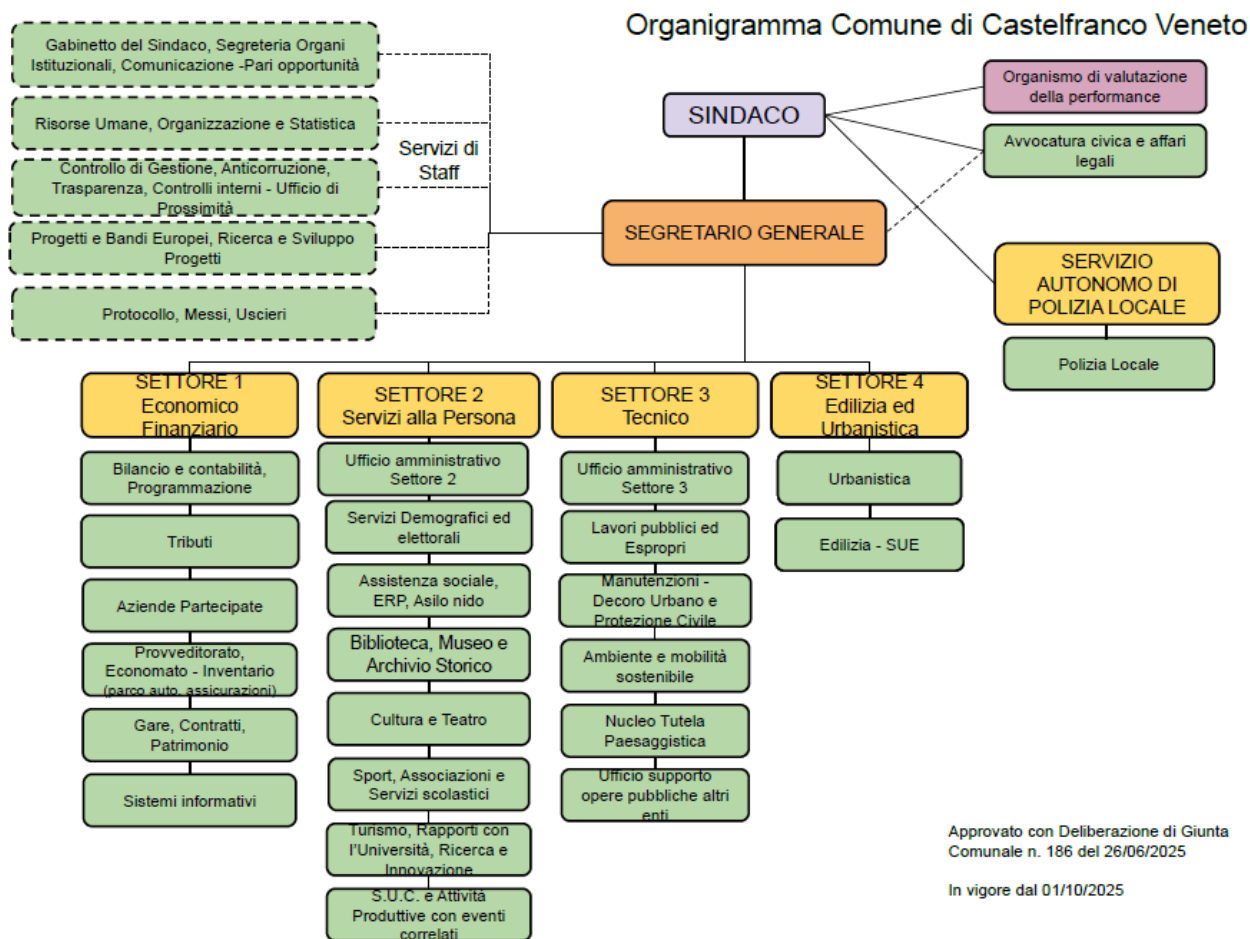 Organigramma Comune di Castelfranco Veneto
Gabinetto del Sindaco, Segreteria Organi
Istituzionali, Comunicazione -Pari opportunità
Risorse Umane, Organizzazione e Statistica
Controllo di Gestione, Anticorruzione,
Trasparenza, Controlli interni - Ufficio di
Prossimità
Progetti e Bandi Europei, Ricerca e Sviluppo
Progetti
Protocollo, Messi, Uscieri
Servizi di
Staff
SINDACO
SEGRETARIO GENERALE
Organismo di valutazione
della performance
Avvocatura civica e affari
legali
SERVIZIO
AUTONOMO DI
POLIZIA LOCALE
Polizia Locale
SETTORE 1
Economico
Finanziario
Bilancio e contabilità,
Programmazione
Tributi
Aziende Partecipate
Provveditorato,
Economato - Inventario
(parco auto, assicurazioni)
Gare, Contratti,
Patrimonio
Sistemi informativi
SETTORE 2
Servizi alla Persona
Ufficio amministrativo
Settore 2
Servizi Demografici ed
elettorali
Assistenza sociale,
ERP, Asilo nido
Biblioteca, Museo e
Archivio Storico
Cultura e Teatro
Sport, Associazioni e
Servizi scolastici
Turismo, Rapporti con
l'Università, Ricerca e
Innovazione
S.U.C. e Attività
Produttive con eventi
correlati
SETTORE 3
Tecnico
Ufficio amministrativo
Settore 3
Lavori pubblici ed
Espropri
Manutenzioni -
Decoro Urbano e
Protezione Civile
Ambiente e mobilità
sostenibile
Nucleo Tutela
Paesaggistica
Ufficio supporto
opere pubbliche altri
enti
SETTORE 4
Edilizia ed
Urbanistica
Urbanistica
Edilizia - SUE
Approvato con Deliberazione di Giunta
Comunale n. 186 del 26/06/2025
In vigore dal 01/10/2025